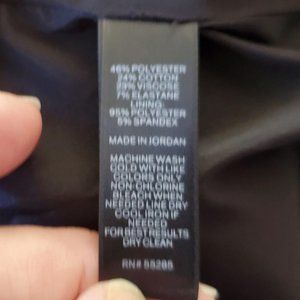 46% POLYESTER
24% COTTON
23% VISCOSE
7% ELASTANE
LINING:
95% POLYESTER
5% SPANDEX
MADE IN JORDAN
MACHINE WASH
COLD WITH LIKE
COLORS ONLY
NON-CHLORINE
BLEACH WHEN
NEEDED LINE DRY
COOL IRON IF
NEEDED
FOR BEST RESULTS
DRY CLEAN
RN# 55285